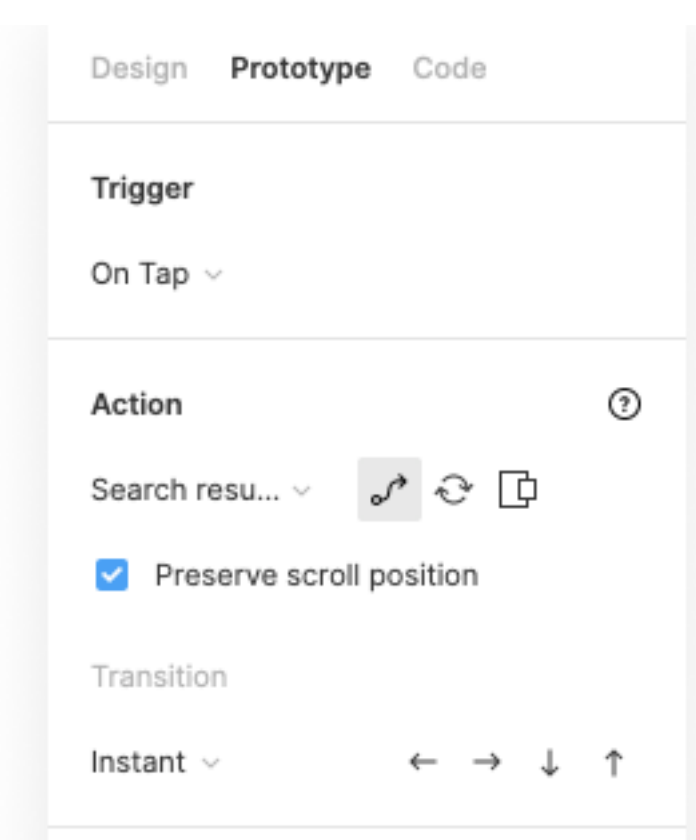 Design Prototype Code
Trigger
On Tap
Action
Search resu...
Preserve scroll position
Transition
Instant